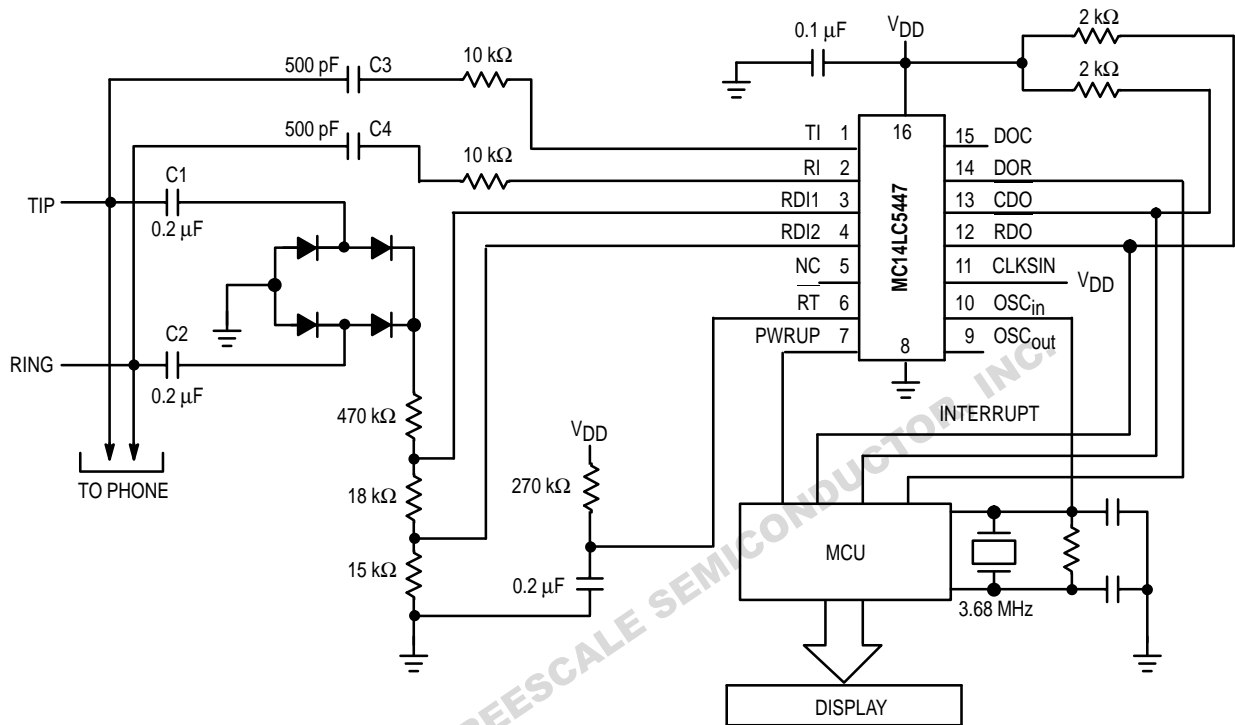 0.1 μF
VDD
2 kΩ
2 kΩ
500 pF C3
10 kΩ
500 pF C4
10 kΩ
TIP
C1
0.2 μF
C2
RING
0.2 μF
TO PHONE
470 kΩ
18 kΩ
15 kΩ
VDD
270 kΩ
0.2 μF
TI 1
RI 2
RDI1 3
RDI2 4
NC 5
RT 6
PWRUP 7
16
MC14LC5447
8
15 DOC
14 DOR
13 CDO
12 RDO
11 CLKSIN
VDD
10 OSCin
9 OSCout
INTERRUPT
MCU
3.68 MHz
DISPLAY
FREESCALE SEMICONDUCTOR, INC.